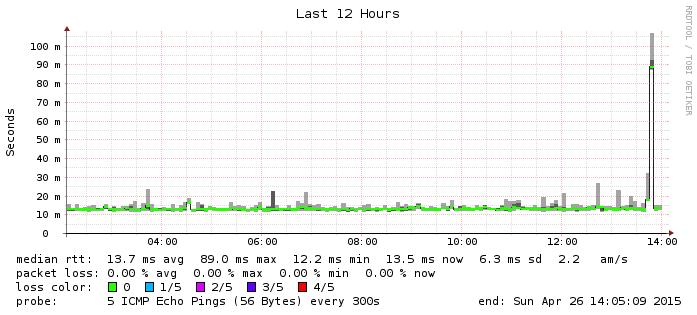 Last 12 Hours
RRDTOOL / TOBI OETIKER
Seconds
100 m
90 m
80 m
70 m
60 m
50 m
40 m
30 m
20 m
10 m
0
04:00 06:00 08:00 10:00 12:00 14:00
median rtt: 13.7 ms avg 89.0 ms max 12.2 ms min 13.5 ms now 6.3 ms sd 2.2 am/s
packet loss: 0.00 % avg 0.00 % max 0.00 % min 0.00 % now
loss color: 0 1/5 2/5 3/5 4/5
probe: 5 ICMP Echo Pings (56 Bytes) every 300s end: Sun Apr 26 14:05:09 2015